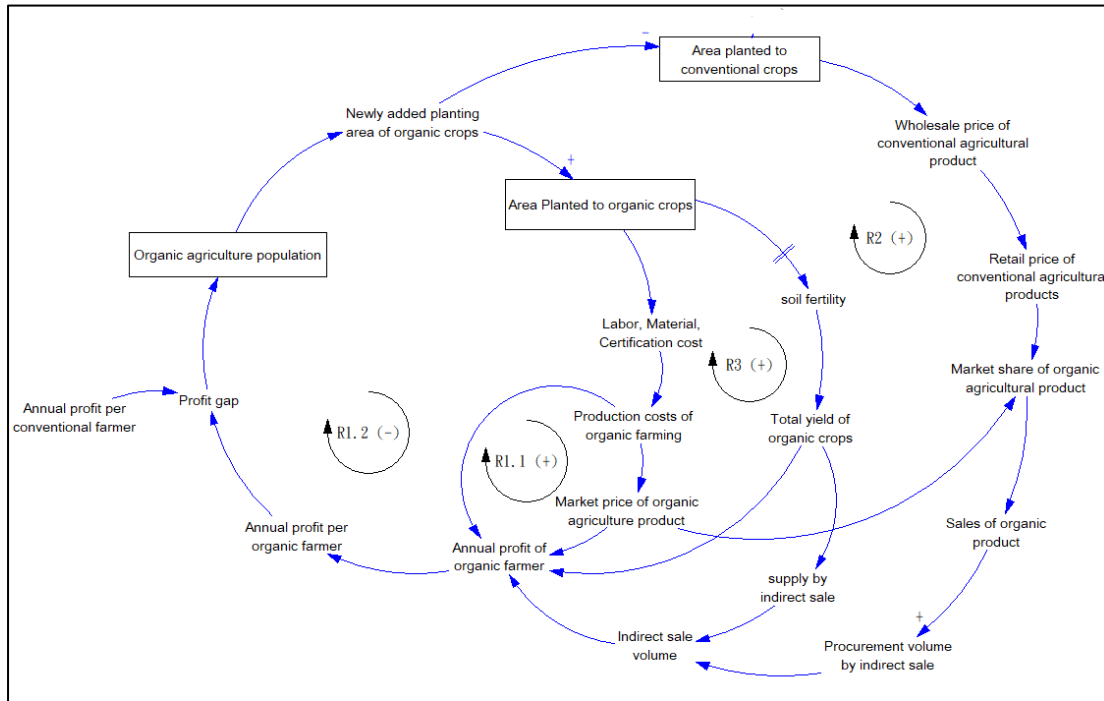 -
Area planted to
conventional crops
Newly added planting
area of organic crops
Wholesale price of
conventional agricultural
product
+
Area Planted to organic crops
R2 (+)
Organic agriculture population
Retail price of
conventional agricultura
products
soil fertility
Labor, Material,
Certification cost
R3 (+)
Market share of organic
agricultural product
Annual profit per
conventional farmer
Profit gap
R1.2 (-)
Production costs of
organic farming
Total yield of
organic crops
R1.1 (+)
Market price of organic
agriculture product
Annual profit per
organic farmer
Annual profit of
organic farmer
Sales of organic
product
supply by
indirect sale
+
Indirect sale
volume
Procurement volume
by indirect sale